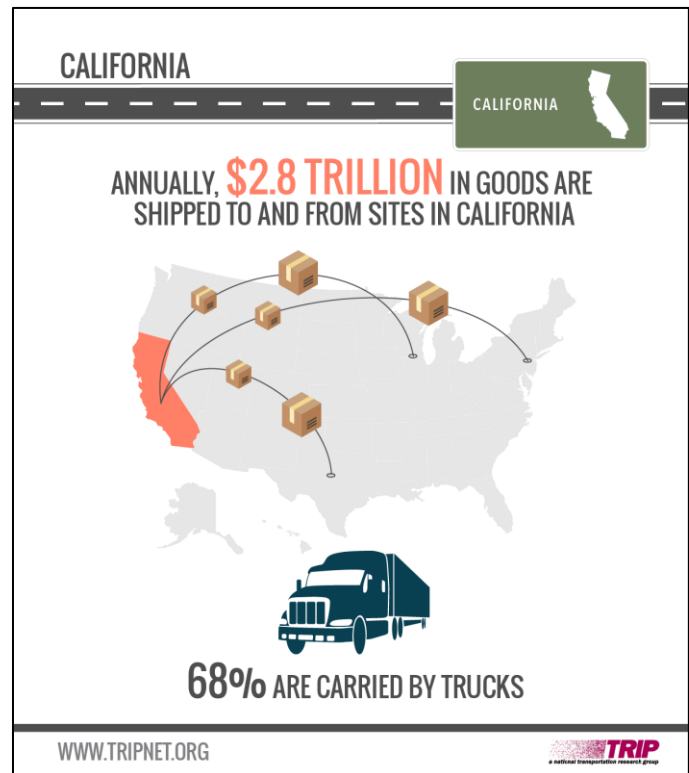 CALIFORNIA
CALIFORNIA
ANNUALLY, $2.8 TRILLION IN GOODS ARE
SHIPPED TO AND FROM SITES IN CALIFORNIA
68% ARE CARRIED BY TRUCKS
WWW.TRIPNET.ORG
TRIP
a national transportation research group